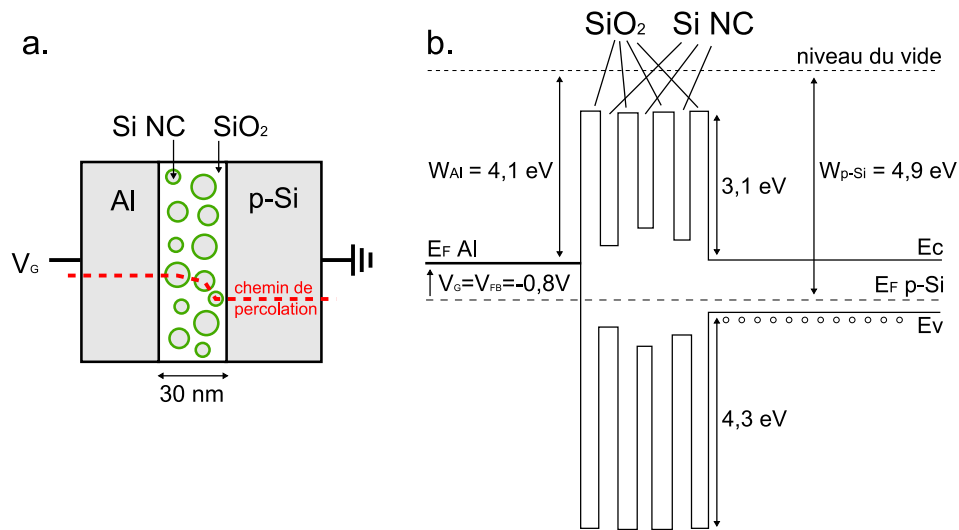 a.
Si NC
SiO2
Al
p-Si
VG
chemin de
percolation
30 nm
b.
SiO2
Si NC
niveau du vide
WAl = 4,1 eV
3,1 eV
Wp-Si = 4,9 eV
EF Al
Ec
VG=VFB=-0,8V
EF p-Si
Ev
4,3 eV